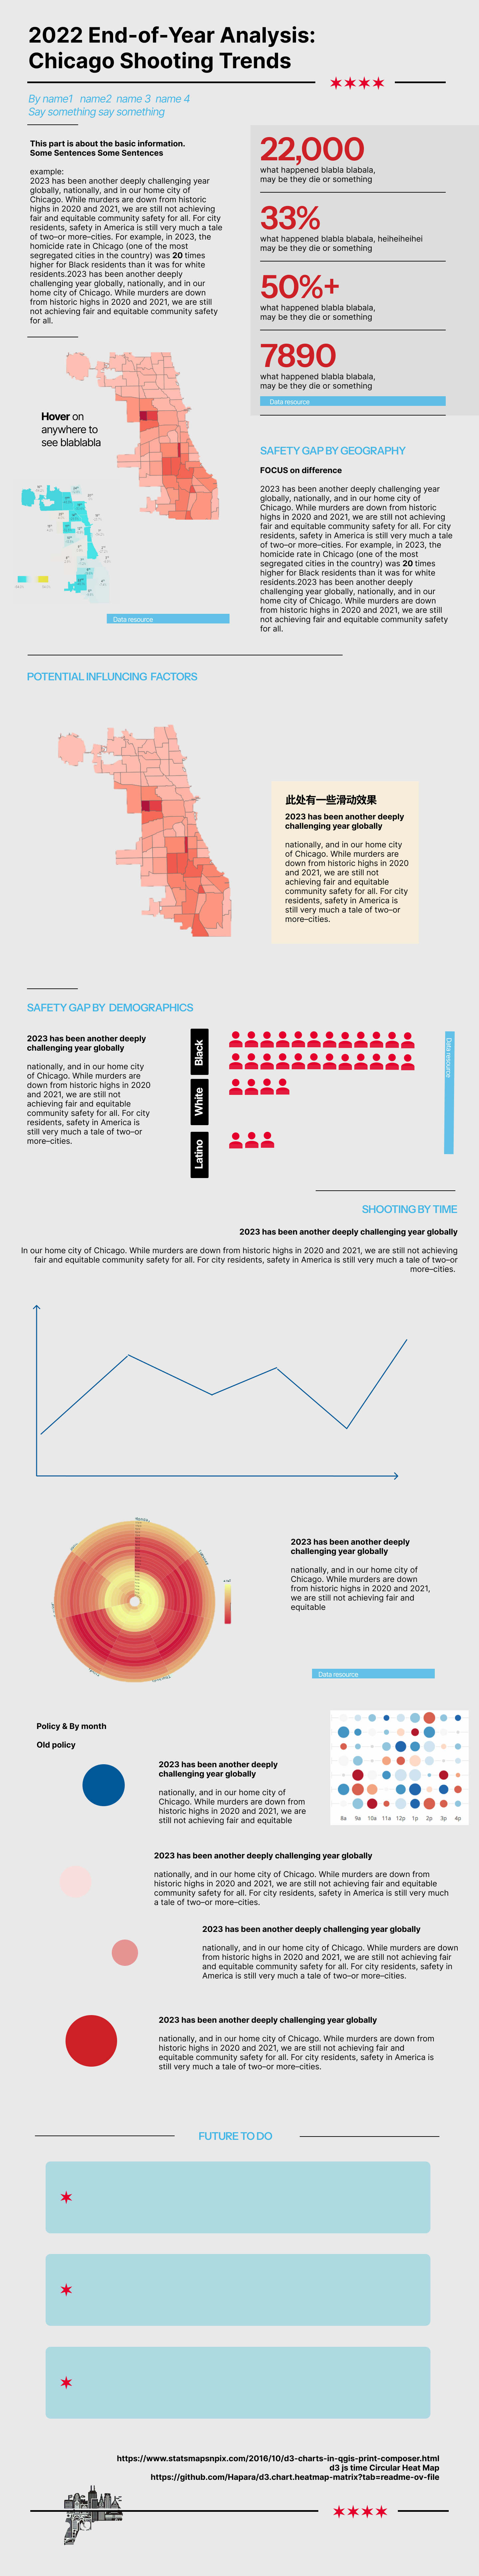 2022 End-of-Year Analysis:
Chicago Shooting Trends
By name1 name2 name 3 name 4
Say something say something
This part is about the basic information.
Some Sentences Some Sentences
example:
2023 has been another deeply challenging year
globally, nationally, and in our home city of
Chicago. While murders are down from historic
highs in 2020 and 2021, we are still not achieving
fair and equitable community safety for all. For city
residents, safety in America is still very much a tale
of two–or more–cities. For example, in 2023, the
homicide rate in Chicago (one of the most
segregated cities in the country) was 20 times
higher for Black residents than it was for white
residents.2023 has been another deeply
challenging year globally, nationally, and in our
home city of Chicago. While murders are down
from historic highs in 2020 and 2021, we are still
not achieving fair and equitable community safety
for all.
22,000
what happened blabla blabala,
may be they die or something
33%
what happened blabla blabala, heiheiheihei
may be they die or something
50%+
what happened blabla blabala,
may be they die or something
7890
what happened blabla blabala,
may be they die or something
Data resource
Hover on
anywhere to
see blablabla
Data resource
SAFETY GAP BY GEOGRAPHY
FOCUS on difference
2023 has been another deeply challenging year
globally, nationally, and in our home city of
Chicago. While murders are down from historic
highs in 2020 and 2021, we are still not achieving
fair and equitable community safety for all. For city
residents, safety in America is still very much a tale
of two–or more–cities. For example, in 2023, the
homicide rate in Chicago (one of the most
segregated cities in the country) was 20 times
higher for Black residents than it was for white
residents.2023 has been another deeply
challenging year globally, nationally, and in our
home city of Chicago. While murders are down
from historic highs in 2020 and 2021, we are still
not achieving fair and equitable community safety
for all.
POTENTIAL INFLUNCING FACTORS
此处有一些滑动效果
2023 has been another deeply
challenging year globally
nationally, and in our home city
of Chicago. While murders are
down from historic highs in 2020
and 2021, we are still not
achieving fair and equitable
community safety for all. For city
residents, safety in America is
still very much a tale of two–or
more–cities.
SAFETY GAP BY DEMOGRAPHICS
2023 has been another deeply
challenging year globally
nationally, and in our home city
of Chicago. While murders are
down from historic highs in 2020
and 2021, we are still not
achieving fair and equitable
community safety for all. For city
residents, safety in America is
still very much a tale of two–or
more–cities.
Black
White
Latino
Data resource
SHOOTING BY TIME
2023 has been another deeply challenging year globally
In our home city of Chicago. While murders are down from historic highs in 2020 and 2021, we are still not achieving
fair and equitable community safety for all. For city residents, safety in America is still very much a tale of two–or
more–cities.
2023 has been another deeply
challenging year globally
nationally, and in our home city of
Chicago. While murders are down
from historic highs in 2020 and 2021,
we are still not achieving fair and
equitable
Data resource
Policy & By month
Old policy
2023 has been another deeply
challenging year globally
nationally, and in our home city of
Chicago. While murders are down from
historic highs in 2020 and 2021, we are
still not achieving fair and equitable
8a 9a 10a 11a 12p 1p 2p 3p 4p
2023 has been another deeply challenging year globally
nationally, and in our home city of Chicago. While murders are down from
historic highs in 2020 and 2021, we are still not achieving fair and equitable
community safety for all. For city residents, safety in America is still very much
a tale of two–or more–cities.
2023 has been another deeply challenging year globally
nationally, and in our home city of Chicago. While murders are down
from historic highs in 2020 and 2021, we are still not achieving fair
and equitable community safety for all. For city residents, safety in
America is still very much a tale of two–or more–cities.
2023 has been another deeply challenging year globally
nationally, and in our home city of Chicago. While murders are down from
historic highs in 2020 and 2021, we are still not achieving fair and
equitable community safety for all. For city residents, safety in America is
still very much a tale of two–or more–cities.
FUTURE TO DO
https://www.statsmapsnpix.com/2016/10/d3-charts-in-qgis-print-composer.html
d3 js time Circular Heat Map
https://github.com/Hapara/d3.chart.heatmap-matrix?tab=readme-ov-file